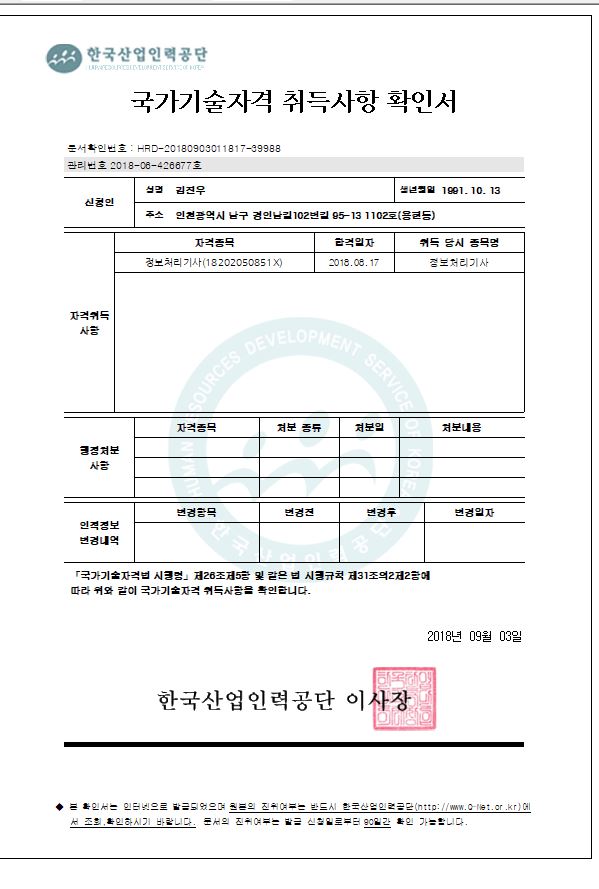 한국산업인력공단
HUMAN RESOURCES DEVELOPMENT SERVICE OF KOREA
국가기술자격 취득사항 확인서
문서확인번호 : HRD-20180903011817-39988
관리번호 2018-06-426677호
신청인
성명 김진우 생년월일 1991.10.13
주소 인천광역시 남구 경인남길102번길 95-13 1102호(용현동)
자격취득
사항
자격종목 합격일자 취득 당시 종목명
정보처리기사(18202050851X) 2018.08.17 정보처리기사
행정처분
사항
자격종목 처분 종류 처분일 처분내용
인적정보
변경내역
변경항목 변경전 변경후 변경일자
HUMAN RESOURCES DEVELOPMENT SERVICE OF KOREA
한국산업인력공단
「국가기술자격법 시행령」제26조제5항 및 같은 법 시행규칙 제31조의2제2항에
따라 위와 같이 국가기술자격 취득사항을 확인합니다.
2018년 09월 03일
한국산업인력공단 이사장
◆ 본 확인서는 인터넷으로 발급되었으며 원본의 진위여부는 반드시 한국산업인력공단(http://www.Q-Net.or.kr)에
서 조회,확인하시기 바랍니다. 문서의 진위여부는 발급 신청일로부터 90일간 확인 가능합니다.